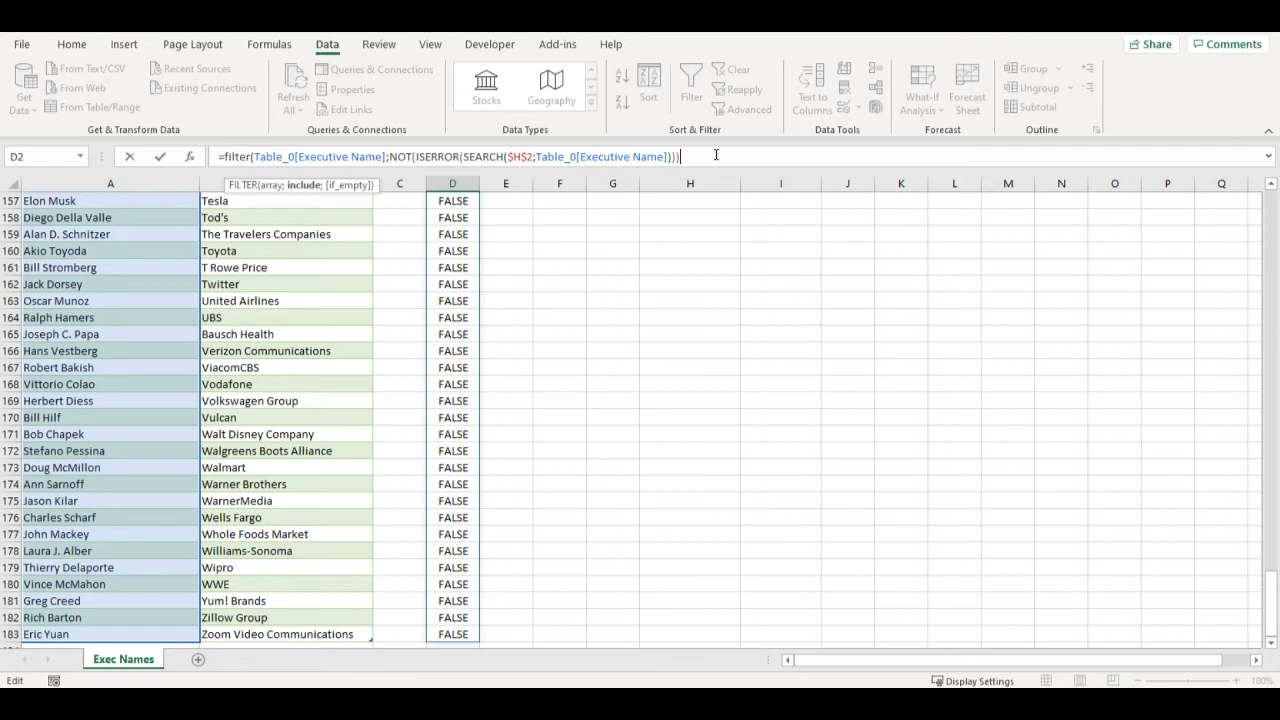 File Home Insert Page Layout Formulas Data Review View Developer Add-ins Help Share Comments
From Text/CSV Recent Sources Queries & Connections Clear Group
From Web Existing Connections Properties Reapply Ungroup
From Table/Range Edit Links Advanced Subtotal
Get Data Refresh All Stocks Geography Sort Filter Text to Columns What-If Analysis Forecast Sheet
Get & Transform Data Queries & Connections Data Types Sort & Filter Data Tools Forecast Outline
D2 fx =filter(Table_0[Executive Name];NOT(ISERROR(SEARCH($H$2;Table_0[Executive Name])))
FILTER(array; include; [if_empty])
A C D E F G H I J K L M N O P Q
157 Elon Musk Tesla FALSE
158 Diego Della Valle Tod's FALSE
159 Alan D. Schnitzer The Travelers Companies FALSE
160 Akio Toyoda Toyota FALSE
161 Bill Stromberg T Rowe Price FALSE
162 Jack Dorsey Twitter FALSE
163 Oscar Munoz United Airlines FALSE
164 Ralph Hamers UBS FALSE
165 Joseph C. Papa Bausch Health FALSE
166 Hans Vestberg Verizon Communications FALSE
167 Robert Bakish ViacomCBS FALSE
168 Vittorio Colao Vodafone FALSE
169 Herbert Diess Volkswagen Group FALSE
170 Bill Hilf Vulcan FALSE
171 Bob Chapek Walt Disney Company FALSE
172 Stefano Pessina Walgreens Boots Alliance FALSE
173 Doug McMillon Walmart FALSE
174 Ann Sarnoff Warner Brothers FALSE
175 Jason Kilar WarnerMedia FALSE
176 Charles Scharf Wells Fargo FALSE
177 John Mackey Whole Foods Market FALSE
178 Laura J. Alber Williams-Sonoma FALSE
179 Thierry Delaporte Wipro FALSE
180 Vince McMahon WWE FALSE
181 Greg Creed Yum! Brands FALSE
182 Rich Barton Zillow Group FALSE
183 Eric Yuan Zoom Video Communications FALSE
Exec Names
Edit Display Settings 100%